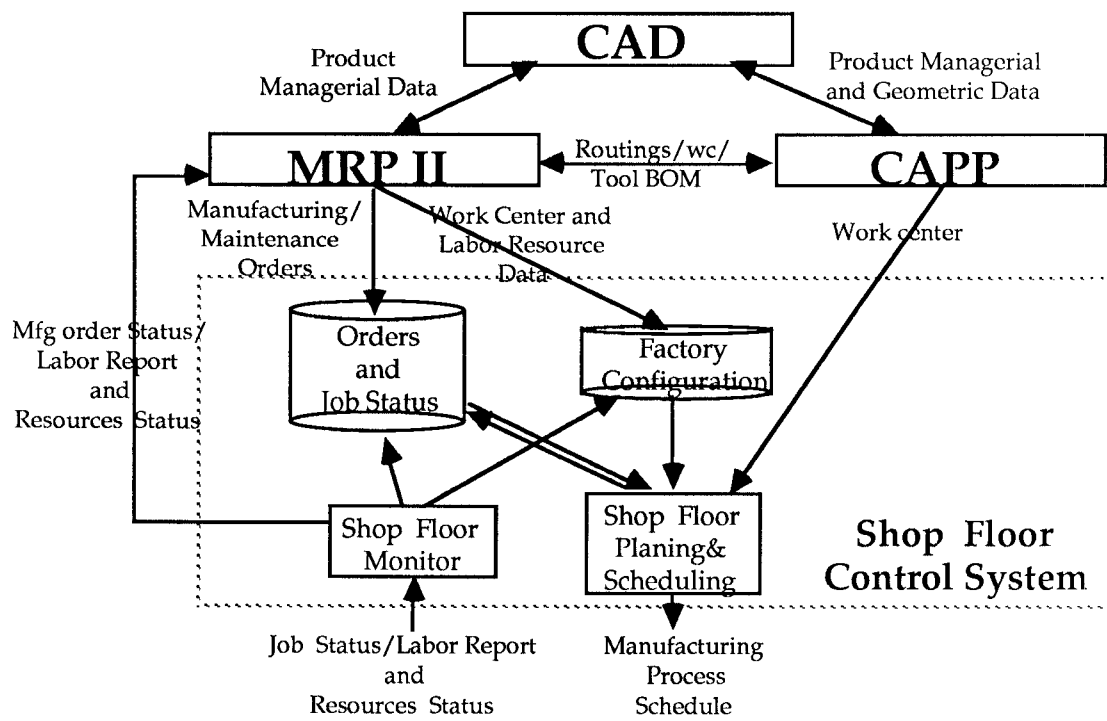 CAD
Product
Managerial Data
Product Managerial
and Geometric Data
MRP II
Routings/wc/
Tool BOM
CAPP
Manufacturing/
Maintenance
Orders
Work Center and
Labor Resource
Data
Work center
Mfg order Status/
Labor Report
and
Resources Status
Orders
and
Job Status
Factory
Configuration
Shop Floor
Monitor
Shop Floor
Planing&
Scheduling
Shop Floor
Control System
Job Status/Labor Report
and
Resources Status
Manufacturing
Process
Schedule